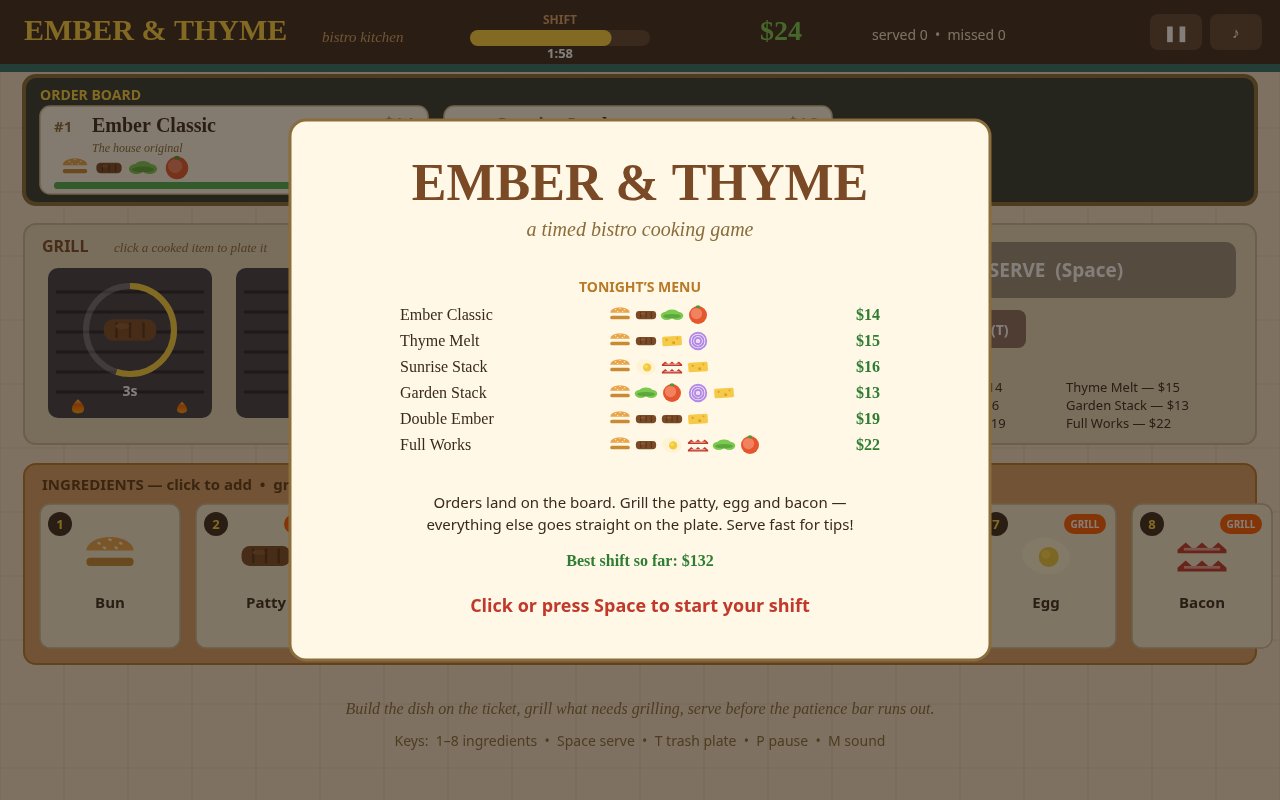 EMBER & THYME
bistro kitchen
SHIFT
1:58
$24
served 0 • missed 0
ORDER BOARD
#1 Ember Classic
The house original
EMBER & THYME
a timed bistro cooking game
GRILL click a cooked item to plate it
3s
SERVE (Space)
(T)
TONIGHT'S MENU
Ember Classic $14
Thyme Melt $15
Sunrise Stack $16
Garden Stack $13
Double Ember $19
Full Works $22
Thyme Melt — $15
Garden Stack — $13
19 Full Works — $22
Orders land on the board. Grill the patty, egg and bacon —
everything else goes straight on the plate. Serve fast for tips!
Best shift so far: $132
Click or press Space to start your shift
INGREDIENTS — click to add •
1 Bun
2 Patty
7 Egg GRILL
8 Bacon GRILL
Build the dish on the ticket, grill what needs grilling, serve before the patience bar runs out.
Keys: 1–8 ingredients • Space serve • T trash plate • P pause • M sound